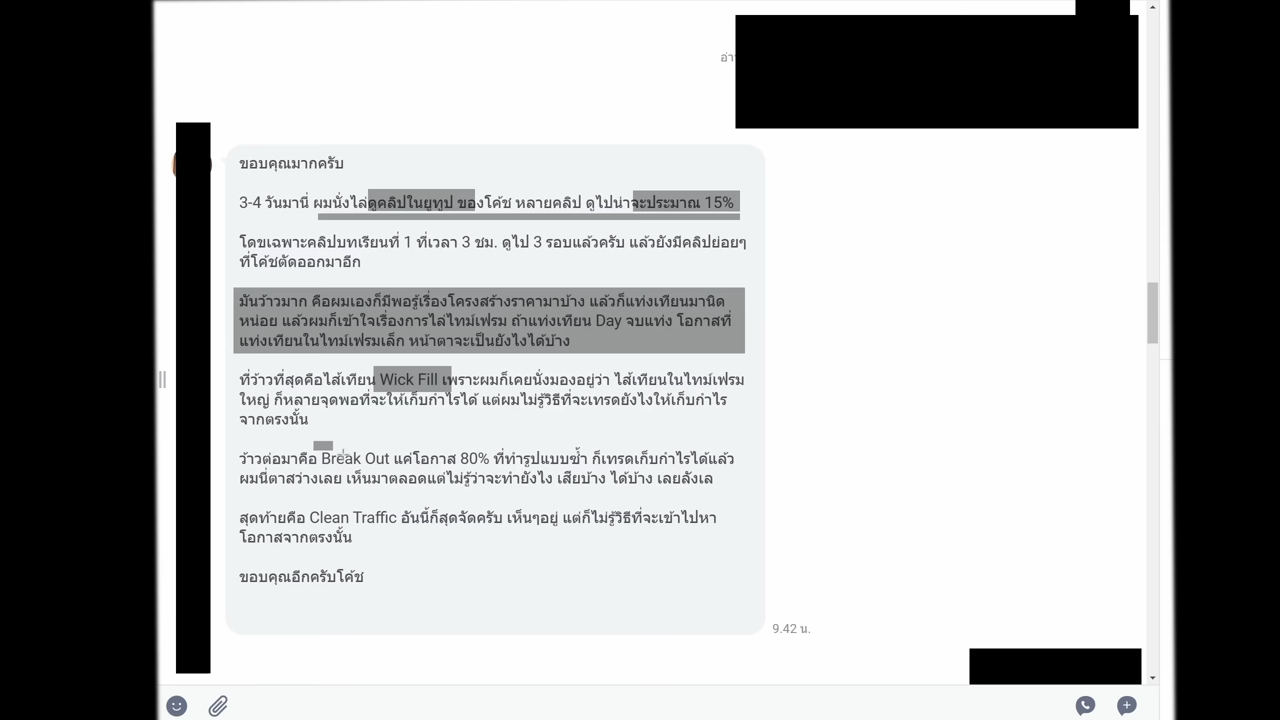 ขอบคุณมากครับ
3-4 วันมานี่ ผมนั่งไล่ดูคลิปในยูทูป ของโค้ช หลายคลิป ดูไปน่าจะประมาณ 15%
โดขเฉพาะคลิปบทเรียนที่ 1 ที่เวลา 3 ชม. ดูไป 3 รอบแล้วครับ แล้วยังมีคลิปย่อยๆ
ที่โค้ชตัดออกมาอีก
มันว้าวมาก คือผมเองก็มีพอรู้เรื่องโครงสร้างราคามาบ้าง แล้วก็แท่งเทียนมานิด
หน่อย แล้วผมก็เข้าใจเรื่องการไล่ไทม์เฟรม ถ้าแท่งเทียน Day จบแท่ง โอกาสที่
แท่งเทียนในไทม์เฟรมเล็ก หน้าตาจะเป็นยังไงได้บ้าง
ที่ว้าวที่สุดคือไส้เทียน Wick Fill เพราะผมก็เคยนั่งมองอยู่ว่า ไส้เทียนในไทม์เฟรม
ใหญ่ ก็หลายจุดพอที่จะให้เก็บกำไรได้ แต่ผมไม่รู้วิธีที่จะเทรดยังไงให้เก็บกำไร
จากตรงนั้น
ว้าวต่อมาคือ Break Out แค่โอกาส 80% ที่ทำรูปแบบซ้ำ ก็เทรดเก็บกำไรได้แล้ว
ผมนี่ตาสว่างเลย เห็นมาตลอดแต่ไม่รู้ว่าจะทำยังไง เสียบ้าง ได้บ้าง เลยลังเล
สุดท้ายคือ Clean Traffic อันนี้ก็สุดจัดครับ เห็นๆอยู่ แต่ก็ไม่รู้วิธีที่จะเข้าไปหา
โอกาสจากตรงนั้น
ขอบคุณอีกครับโค้ช
9.42 น.